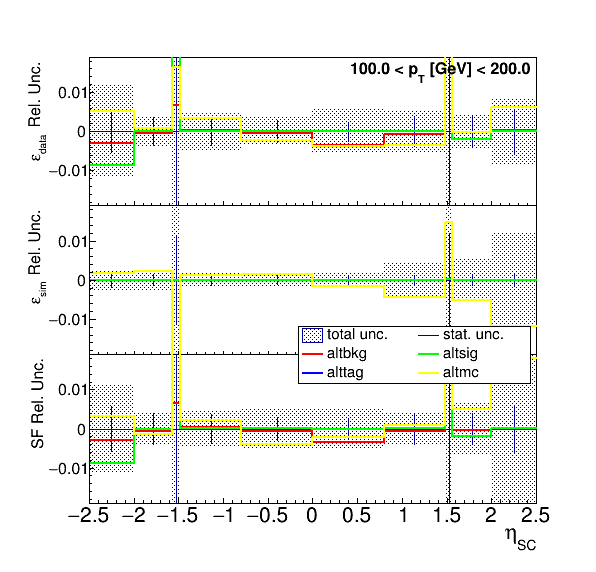 100.0 < p_T [GeV] < 200.0
ε_data Rel. Unc.
0.01
0
−0.01
ε_sim Rel. Unc.
0.01
0
−0.01
total unc. stat. unc.
altbkg altsig
alttag altmc
SF Rel. Unc.
0.01
0
−0.01
−2.5 −2 −1.5 −1 −0.5 0 0.5 1 1.5 2 2.5
η_SC